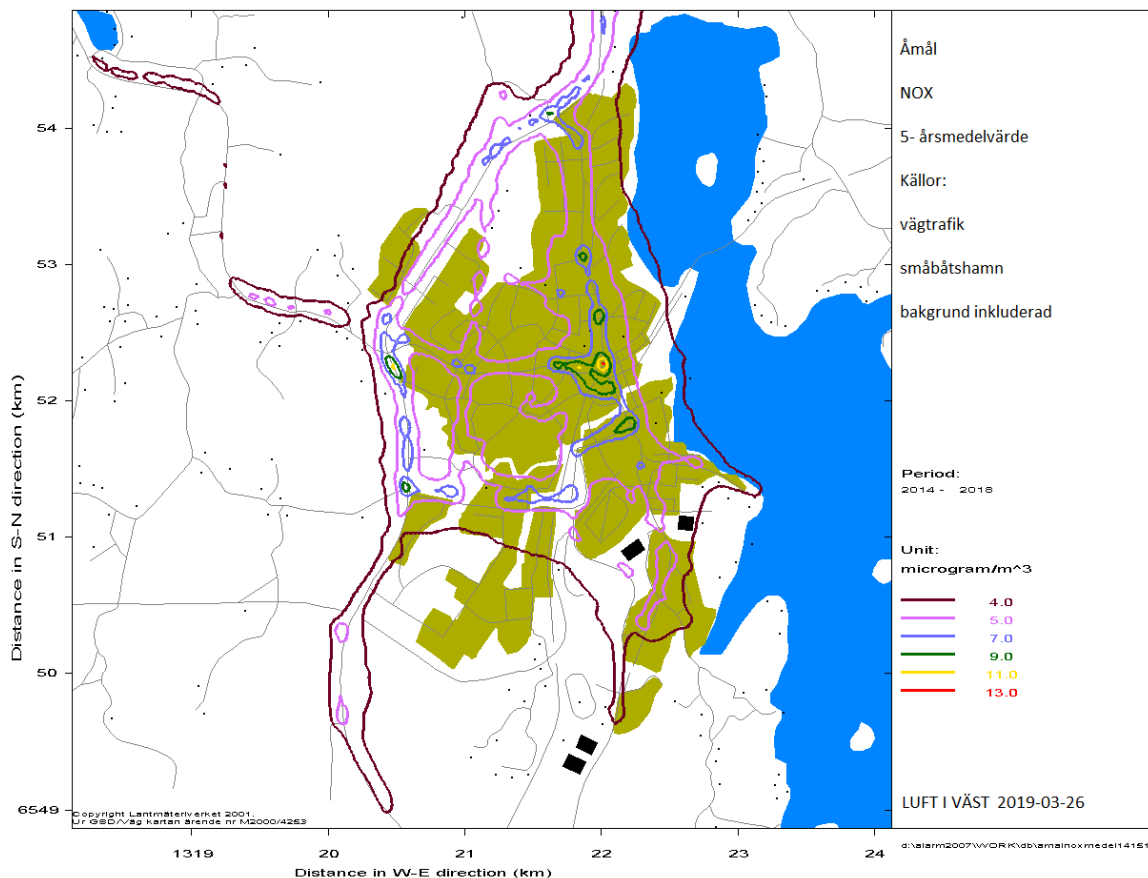 Åmål
NOX
5- årsmedelvärde
Källor:
vägtrafik
småbåtshamn
bakgrund inkluderad
Period:
2014 - 2018
Unit:
microgram/m^3
4.0
5.0
7.0
9.0
11.0
13.0
LUFT I VÄST 2019-03-26
d:\alarm2007\WORK\db\amalnoxmedel14151
Distance in S-N direction (km)
54
53
52
51
50
6549
Copyright Lantmäteriverket 2001.
Ur GSD/Väg kartan ärende nr M2000/4253
1319
20
21
22
23
24
Distance in W-E direction (km)